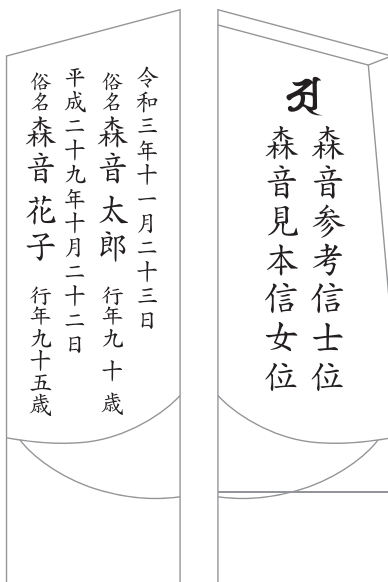 𑖀
森音参考信士位
森音見本信女位
令和三年十一月二十三日
俗名 森音 太郎 行年九十歳
平成二十九年十月二十二日
俗名 森音 花子 行年九十五歳